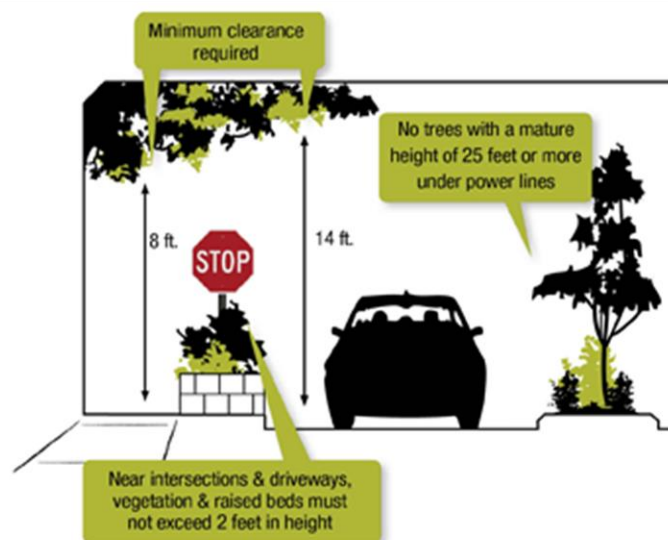 Minimum clearance
required
No trees with a mature
height of 25 feet or more
under power lines
8 ft.
14 ft.
STOP
Near intersections & driveways,
vegetation & raised beds must
not exceed 2 feet in height